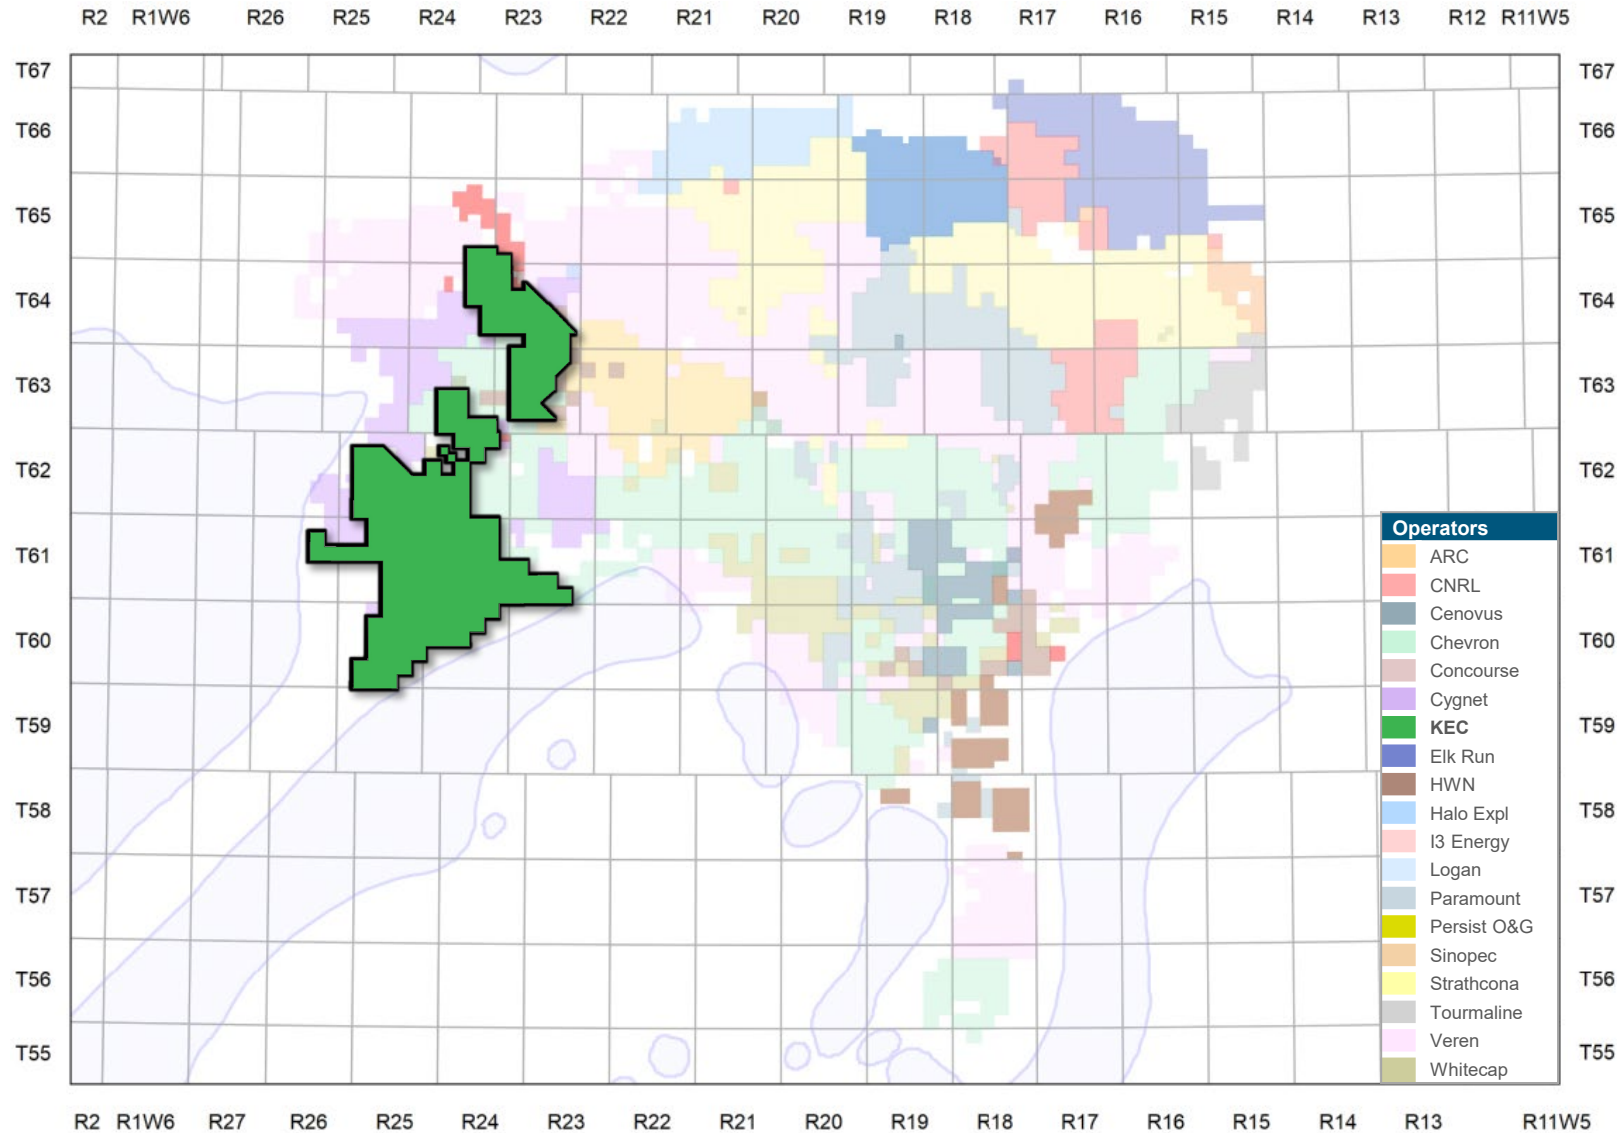 R2 R1W6 R26 R25 R24 R23 R22 R21 R20 R19 R18 R17 R16 R15 R14 R13 R12 R11W5
T67 T67
T66 T66
T65 T65
T64 T64
T63 T63
T62 T62
Operators
ARC
T61 T61
CNRL
Cenovus
Chevron
T60 T60
Concourse
Cygnet
KEC
T59 T59
Elk Run
HWN
Halo Expl
T58 T58
I3 Energy
Logan
Paramount
T57 T57
Persist O&G
Sinopec
Strathcona
T56 T56
Tourmaline
Veren
T55 T55
Whitecap
R2 R1W6 R27 R26 R25 R24 R23 R22 R21 R20 R19 R18 R17 R16 R15 R14 R13 R11W5